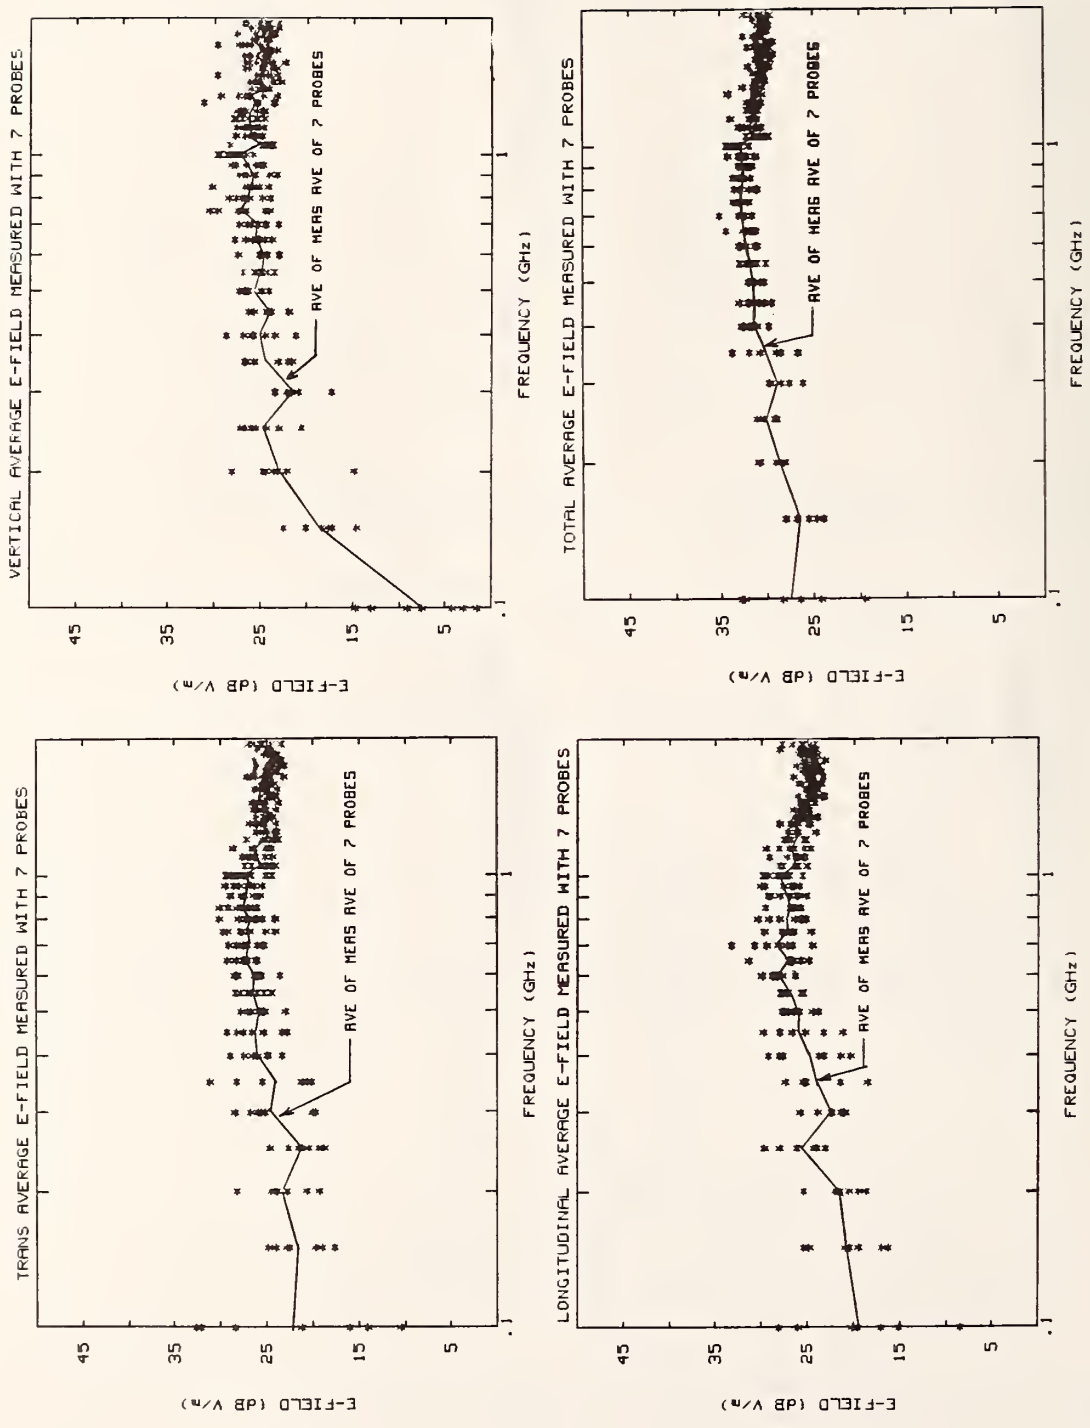 TRANS AVERAGE E-FIELD MEASURED WITH 7 PROBES
E-FIELD (dB V/m)
45
35
25
15
5
AVE OF MEAS AVE OF 7 PROBES
.1
1
FREQUENCY (GHz)
VERTICAL AVERAGE E-FIELD MEASURED WITH 7 PROBES
E-FIELD (dB V/m)
45
35
25
15
5
AVE OF MEAS AVE OF 7 PROBES
.1
1
FREQUENCY (GHz)
LONGITUDINAL AVERAGE E-FIELD MEASURED WITH 7 PROBES
E-FIELD (dB V/m)
45
35
25
15
5
AVE OF MEAS AVE OF 7 PROBES
.1
1
FREQUENCY (GHz)
TOTAL AVERAGE E-FIELD MEASURED WITH 7 PROBES
E-FIELD (dB V/m)
45
35
25
15
5
AVE OF MEAS AVE OF 7 PROBES
.1
1
FREQUENCY (GHz)